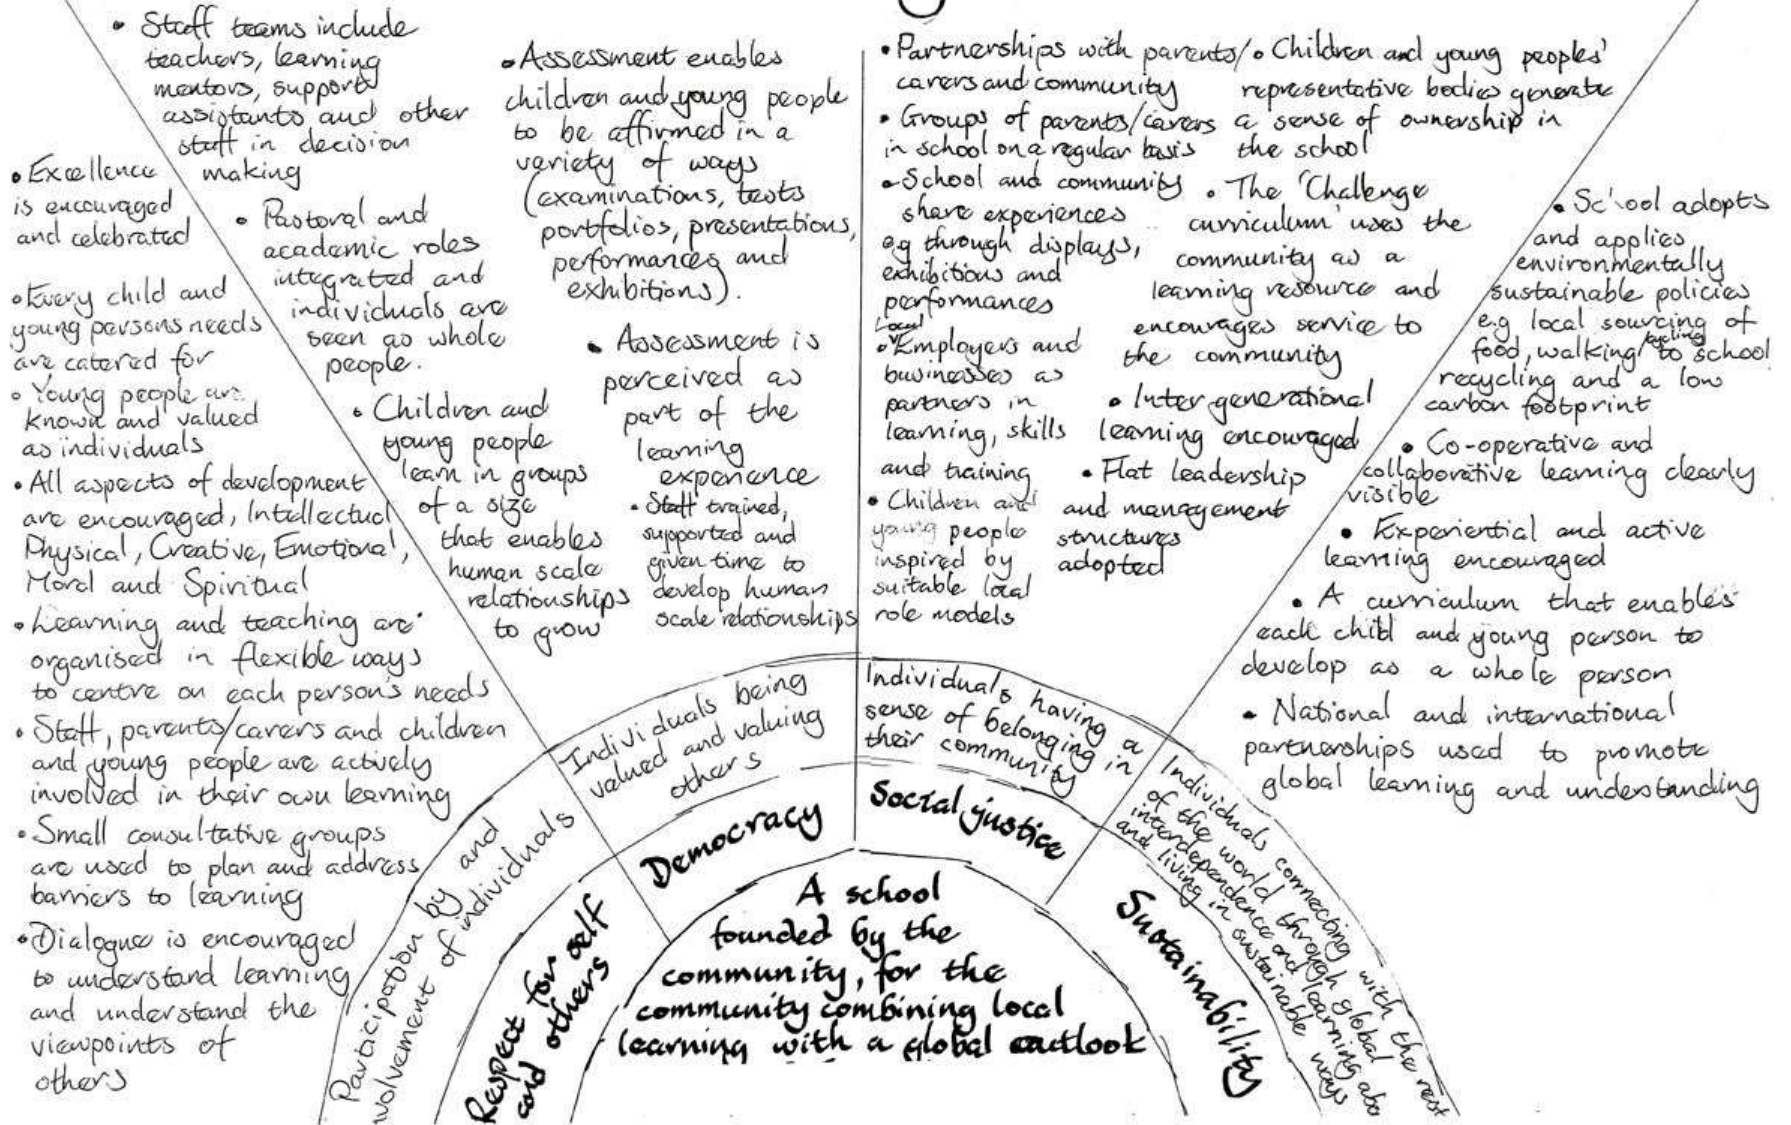 • Excellence
is encouraged
and celebrated
• Every child and
young persons needs
are catered for
• Young people are
known and valued
as individuals
• All aspects of development
are encouraged, Intellectual
Physical, Creative, Emotional,
Moral and Spiritual
• Learning and teaching are
organised in flexible ways
to centre on each person's needs
• Staff, parents/carers and children
and young people are actively
involved in their own learning
• Small consultative groups
are used to plan and address
barriers to learning
• Dialogue is encouraged
to understand learning
and understand the
viewpoints of
others
• Staff teams include
teachers, learning
mentors, support
assistants and other
staff in decision
making
• Pastoral and
academic roles
integrated and
individuals are
seen as whole
people.
• Children and
young people
learn in groups
of a size
that enables
human scale
relationships
to grow
• Assessment enables
children and young people
to be affirmed in a
variety of ways
(examinations, tests
portfolios, presentations,
performances and
exhibitions).
• Assessment is
perceived as
part of the
learning
experience
• Staff trained,
supported and
given time to
develop human
scale relationships
• Partnerships with parents/
carers and community
• Groups of parents/carers
in school on a regular basis
• School and community
share experiences
e.g through displays,
exhibitions and
performances
• Local Employers and
businesses as
partners in
learning, skills
and training
• Children and
young people
inspired by
suitable local
role models
• Children and young peoples'
representative bodies generate
a sense of ownership in
the school
• The 'Challenge
curriculum' uses the
community as a
learning resource and
encourages service to
the community
• Inter generational
learning encouraged
• Flat leadership
and management
structures
adopted
• School adopts
and applies
environmentally
sustainable policies
e.g local sourcing of
food, walking/cycling to school
recycling and a low
carbon footprint
• Co-operative and
collaborative learning clearly
visible
• Experiential and active
learning encouraged
• A curriculum that enables
each child and young person to
develop as a whole person
• National and international
partnerships used to promote
global learning and understanding
Participation by and
involvement of individuals
Individuals being
valued and valuing
others
Individuals having a
sense of belonging in
their community
Individuals connecting with the rest
of the world through global
interdependence and learning abo
and living in sustainable ways
Respect for self
and others
Democracy
Social justice
Sustainability
A school
founded by the
community, for the
community combining local
learning with a global outlook